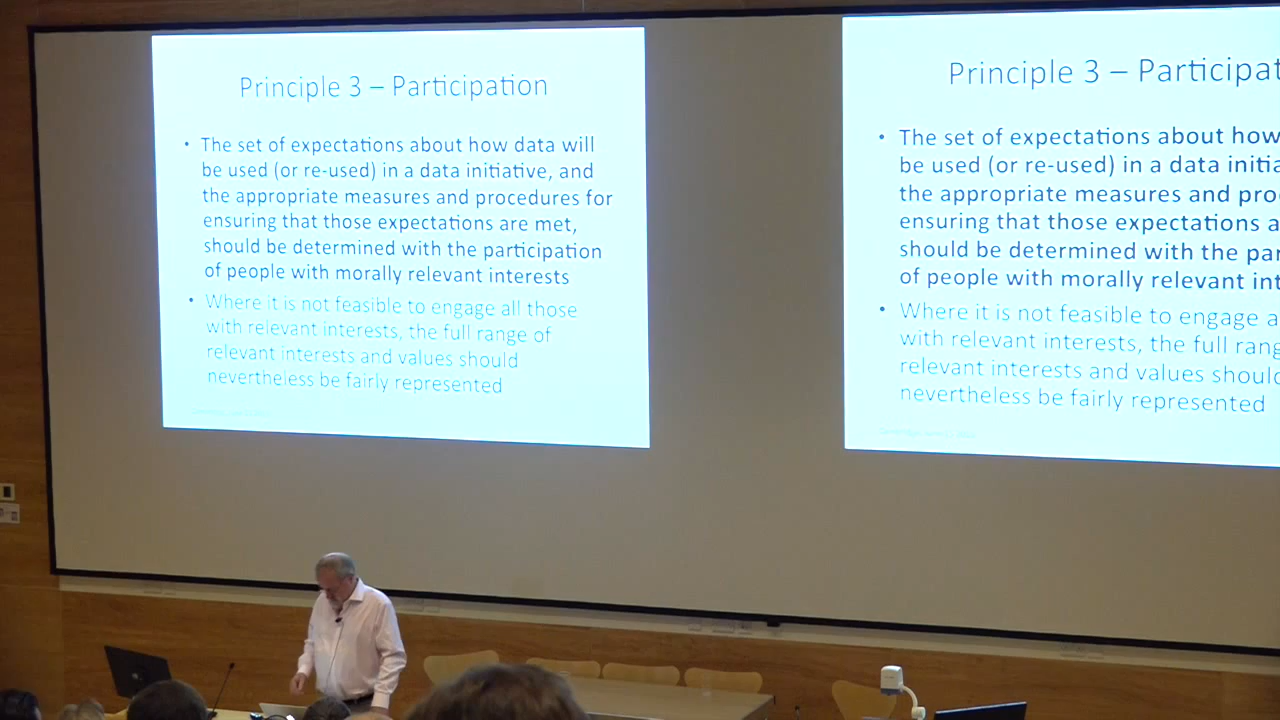 Principle 3 – Participation
• The set of expectations about how data will
be used (or re-used) in a data initiative, and
the appropriate measures and procedures for
ensuring that those expectations are met,
should be determined with the participation
of people with morally relevant interests
• Where it is not feasible to engage all those
with relevant interests, the full range of
relevant interests and values should
nevertheless be fairly represented
Principle 3 – Participat
• The set of expectations about how
be used (or re-used) in a data initia
the appropriate measures and pro
ensuring that those expectations a
should be determined with the par
of people with morally relevant int
• Where it is not feasible to engage a
with relevant interests, the full rang
relevant interests and values should
nevertheless be fairly represented